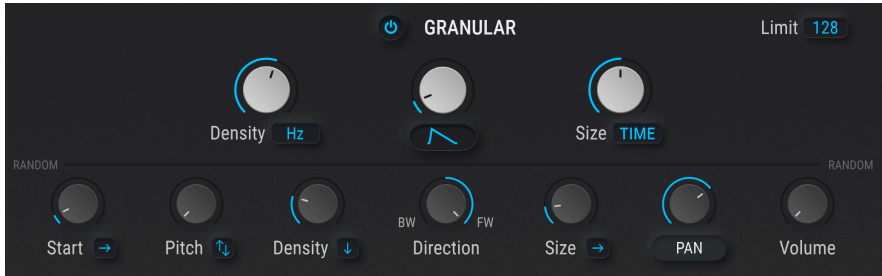 GRANULAR
Limit 128
Density Hz
Size TIME
RANDOM RANDOM
BW FW
Start Pitch Density Direction Size PAN Volume